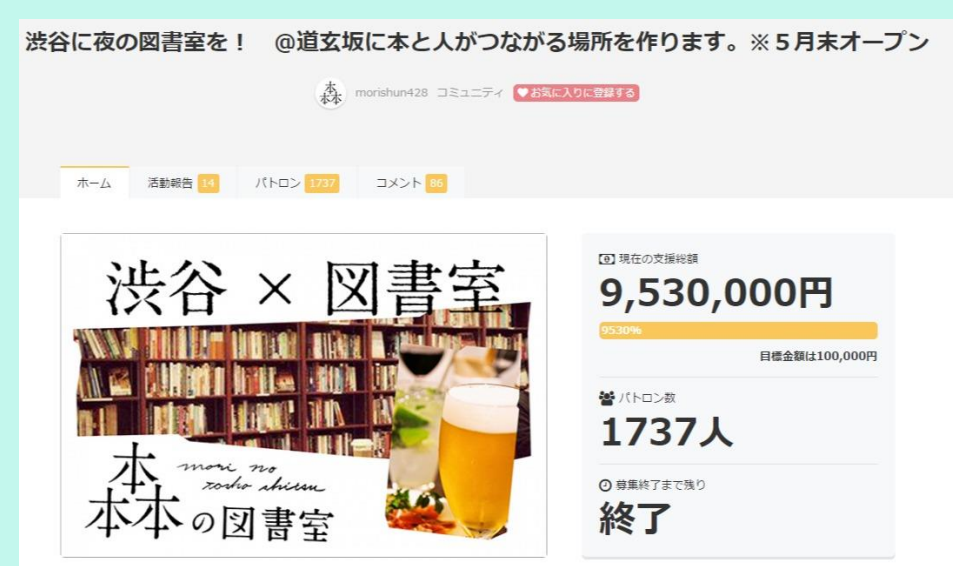 渋谷に夜の図書室を！　@道玄坂に本と人がつながる場所を作ります。※５月末オープン
morishun428 コミュニティ お気に入りに登録する
ホーム 活動報告 14 パトロン 1737 コメント 86
渋谷 × 図書室
mori no
tosho shitsu
本
本本の図書室
現在の支援総額
9,530,000円
9530%
目標金額は100,000円
パトロン数
1737人
募集終了まで残り
終了